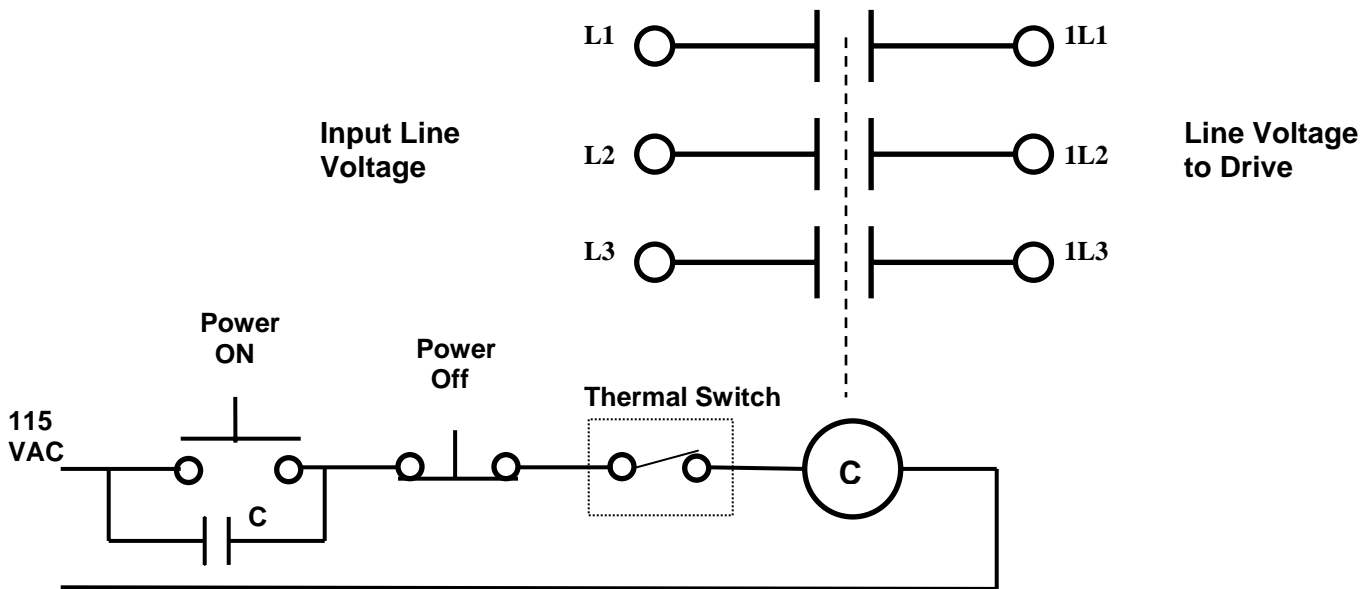 L1
1L1
Input Line
Voltage
L2
1L2
Line Voltage
to Drive
L3
1L3
Power
ON
Power
Off
Thermal Switch
115
VAC
C
C